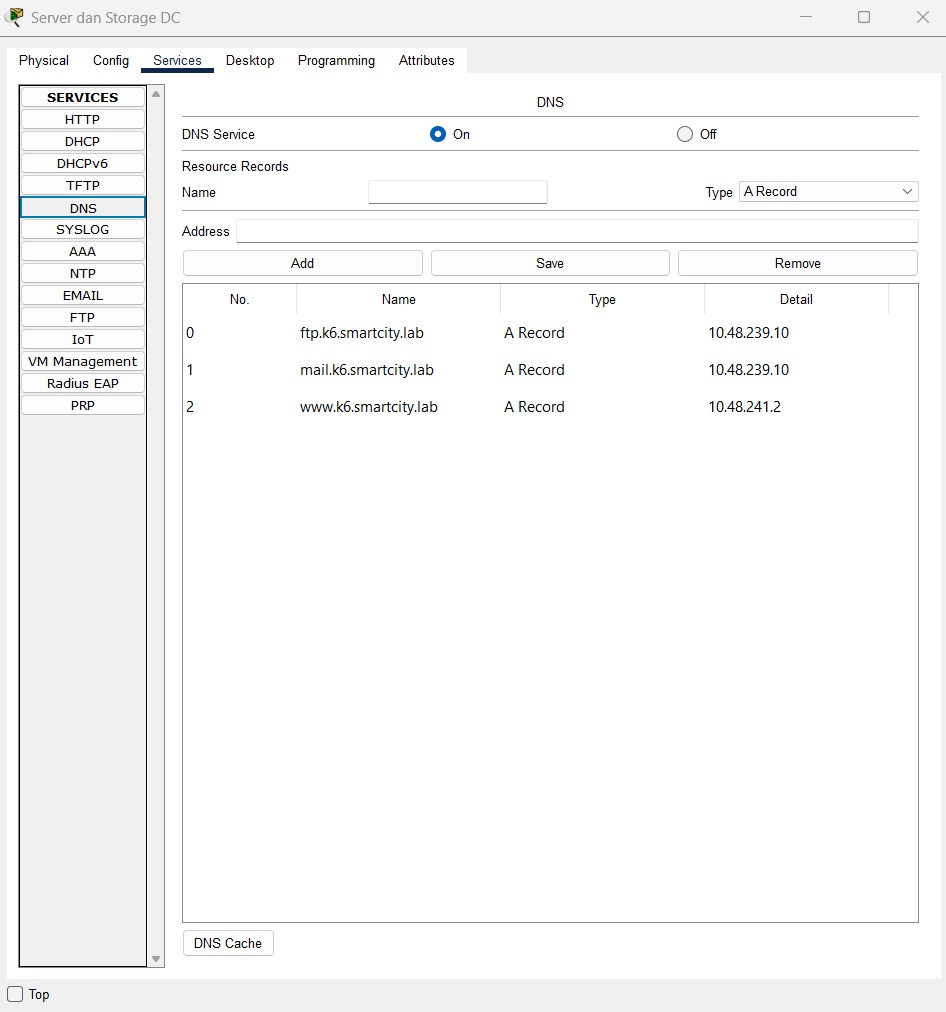 Server dan Storage DC
Physical Config Services Desktop Programming Attributes
SERVICES
HTTP
DHCP
DHCPv6
TFTP
DNS
SYSLOG
AAA
NTP
EMAIL
FTP
IoT
VM Management
Radius EAP
PRP
DNS
DNS Service On Off
Resource Records
Name Type A Record
Address
Add Save Remove
No. Name Type Detail
0 ftp.k6.smartcity.lab A Record 10.48.239.10
1 mail.k6.smartcity.lab A Record 10.48.239.10
2 www.k6.smartcity.lab A Record 10.48.241.2
DNS Cache
Top